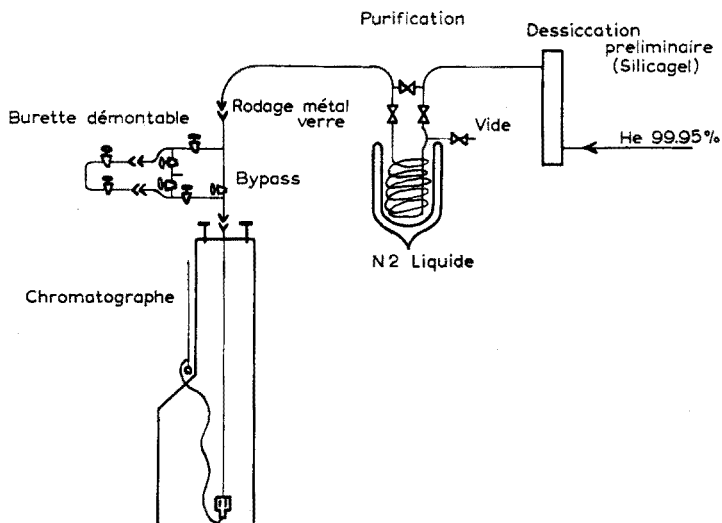 Purification
Dessiccation
preliminaire
(Silicagel)
Burette démontable
Rodage métal
verre
Vide
He 99.95%
Bypass
N2 Liquide
Chromatographe